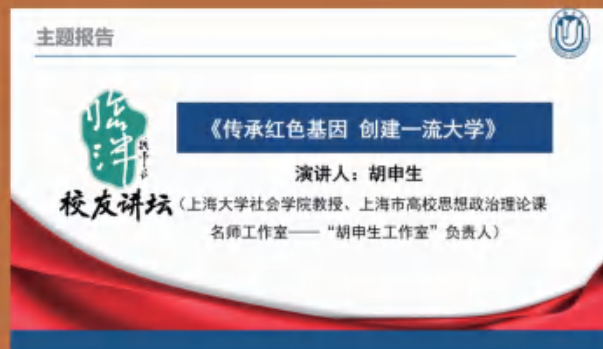 主题报告
临泮
校友讲坛
《传承红色基因 创建一流大学》
演讲人：胡申生
（上海大学社会学院教授、上海市高校思想政治理论课
名师工作室——“胡申生工作室”负责人）